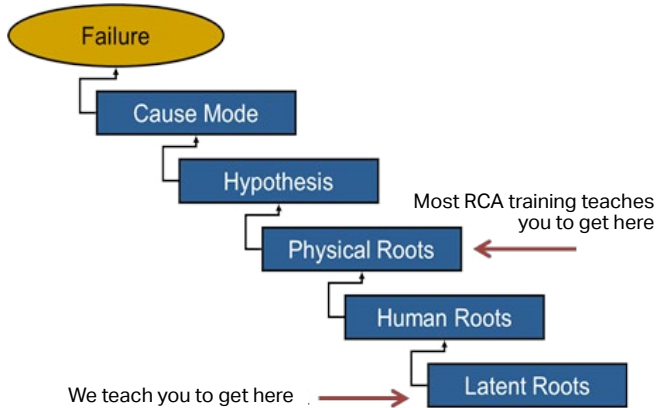 Failure
Cause Mode
Hypothesis
Most RCA training teaches
you to get here
Physical Roots
Human Roots
We teach you to get here
Latent Roots